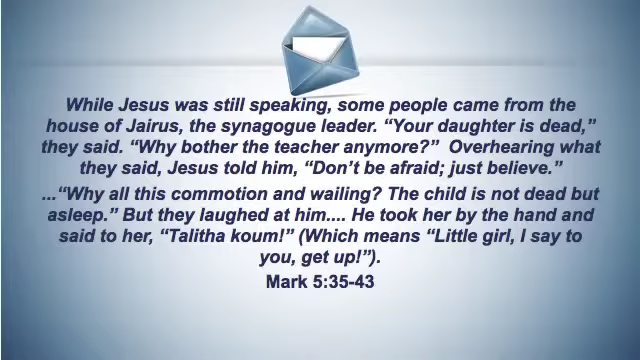 While Jesus was still speaking, some people came from the
house of Jairus, the synagogue leader. “Your daughter is dead,”
they said. “Why bother the teacher anymore?”  Overhearing what
they said, Jesus told him, “Don’t be afraid; just believe.”
...“Why all this commotion and wailing? The child is not dead but
asleep.” But they laughed at him.... He took her by the hand and
said to her, “Talitha koum!” (Which means “Little girl, I say to
you, get up!”).
Mark 5:35-43